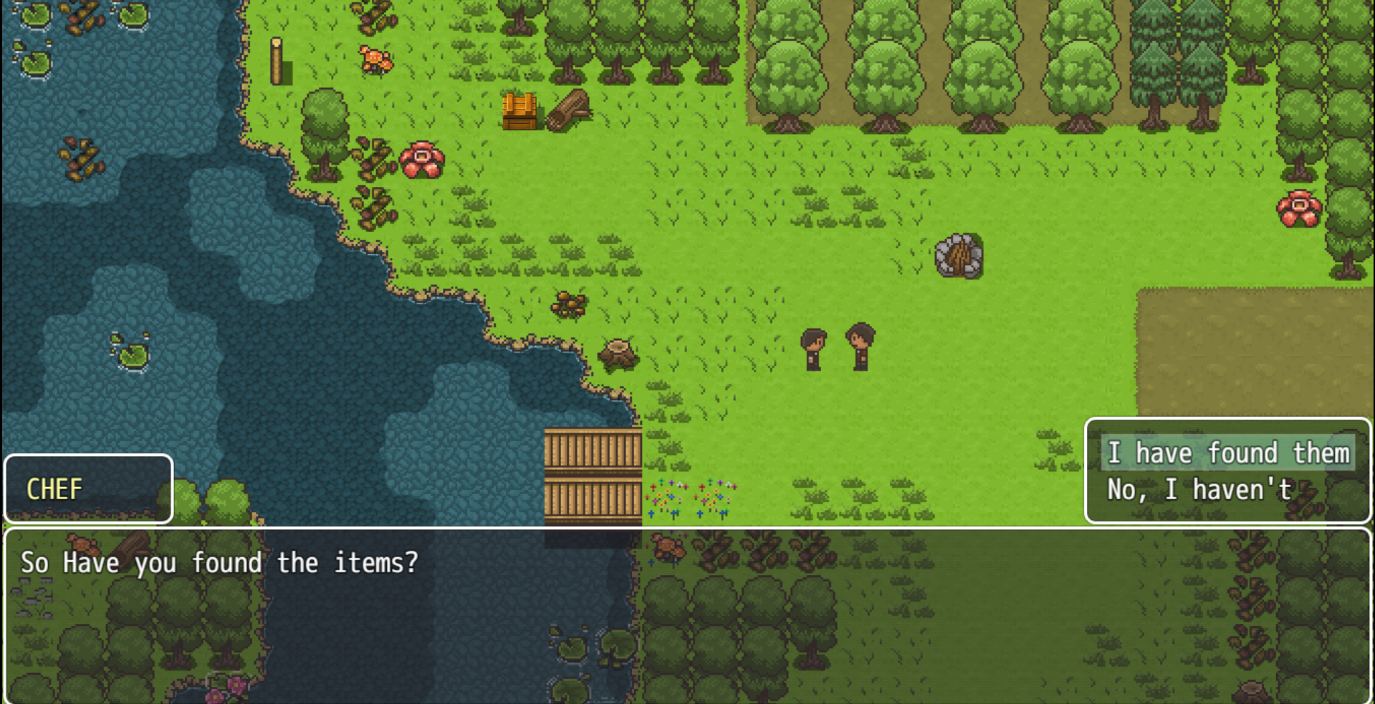 I have found them
No, I haven't
CHEF
So Have you found the items?